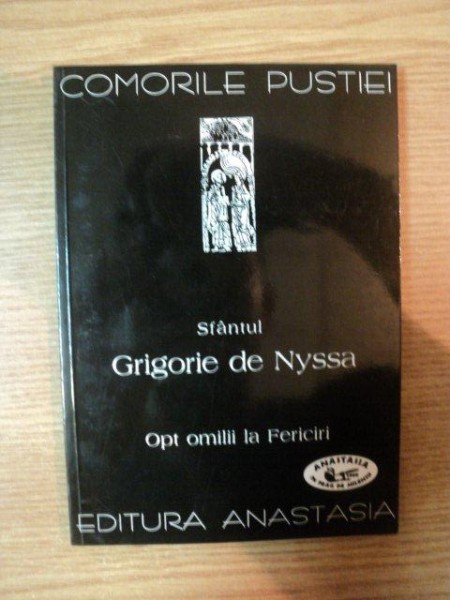 COMORILE PUSTIEI
Sfântul
Grigorie de Nyssa
Opt omilii la Fericiri
ANASTASIA
EDITURA ANASTASIA